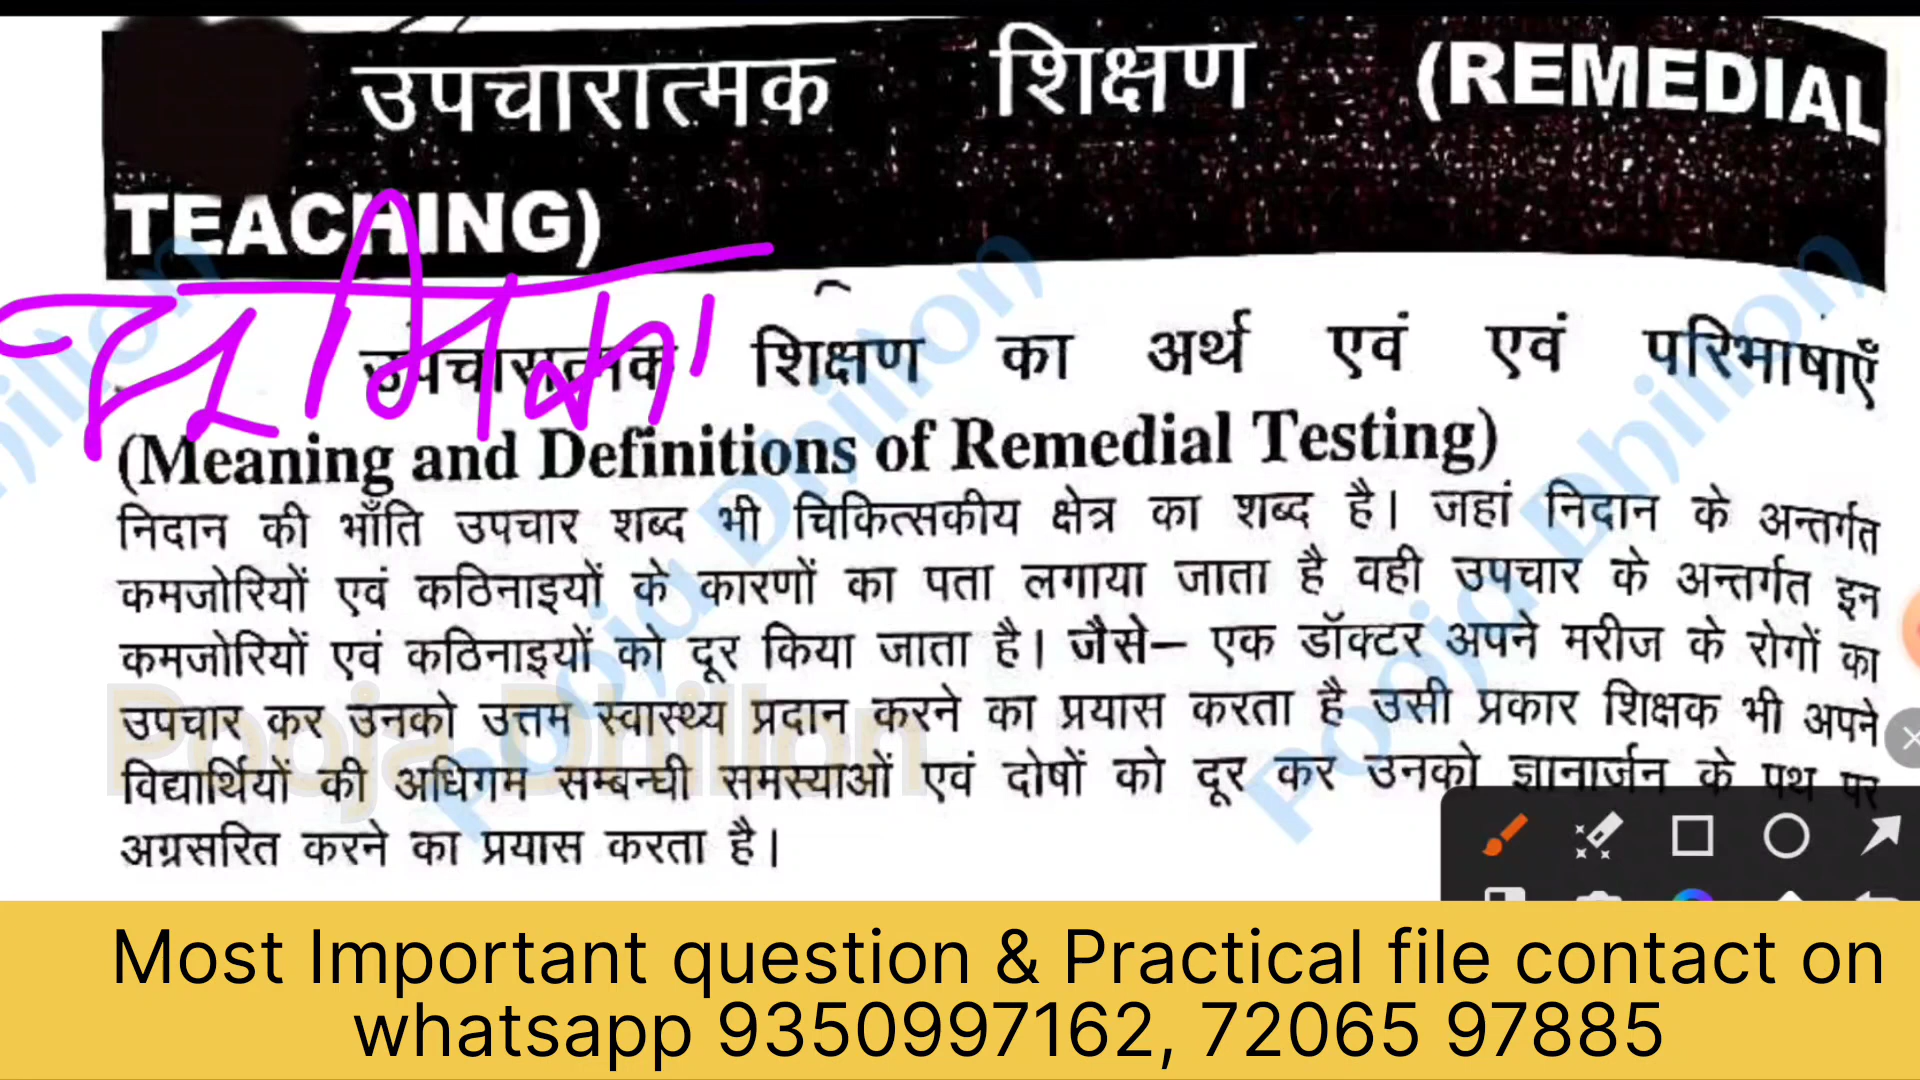 उपचारात्मक शिक्षण (REMEDIAL
TEACHING)
भूमिका
उपचारात्मक शिक्षण का अर्थ एवं एवं परिभाषाएँ
(Meaning and Definitions of Remedial Testing)
निदान की भाँति उपचार शब्द भी चिकित्सकीय क्षेत्र का शब्द है। जहां निदान के अन्तर्गत
कमजोरियों एवं कठिनाइयों के कारणों का पता लगाया जाता है वही उपचार के अन्तर्गत इन
कमजोरियों एवं कठिनाइयों को दूर किया जाता है। जैसे– एक डॉक्टर अपने मरीज के रोगों का
उपचार कर उनको उत्तम स्वास्थ्य प्रदान करने का प्रयास करता है उसी प्रकार शिक्षक भी अपने
विद्यार्थियों की अधिगम सम्बन्धी समस्याओं एवं दोषों को दूर कर उनको ज्ञानार्जन के पथ पर
अग्रसरित करने का प्रयास करता है।
Pooja Dhillon
Most Important question & Practical file contact on
whatsapp 9350997162, 72065 97885